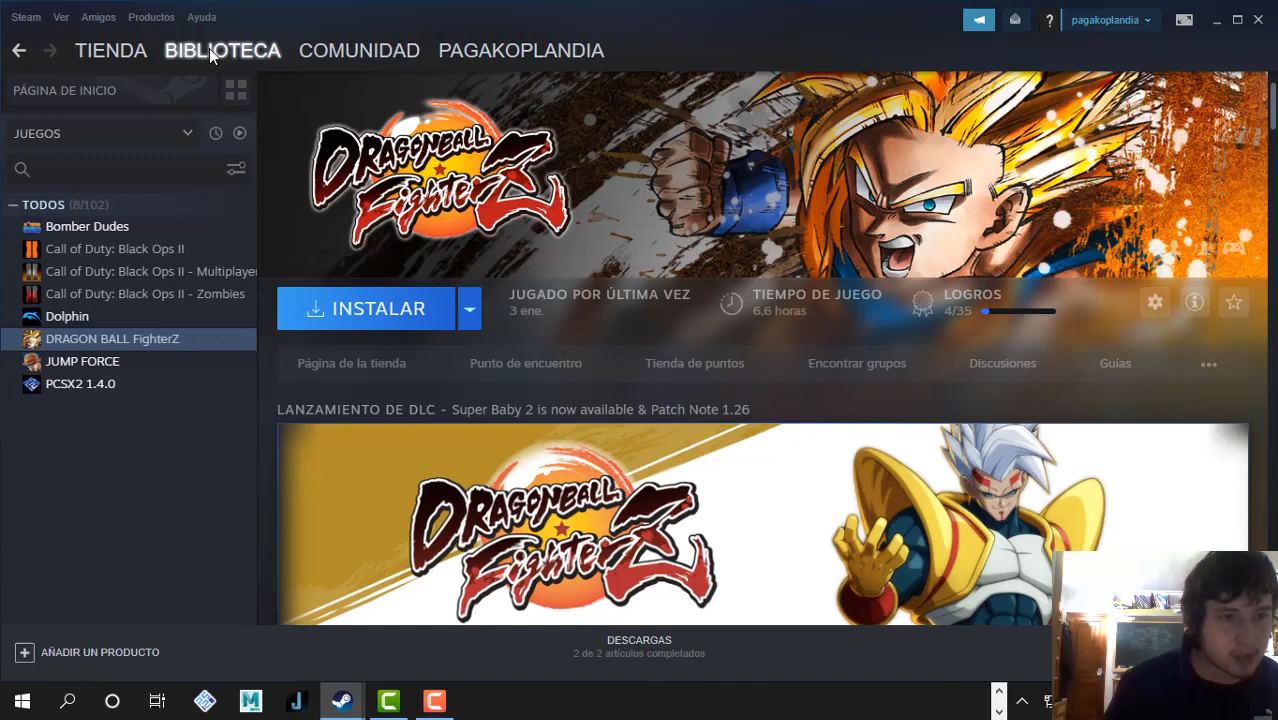 Steam Ver Amigos Productos Ayuda
? pagakoplandia
TIENDA BIBLIOTECA COMUNIDAD PAGAKOPLANDIA
PÁGINA DE INICIO
JUEGOS
TODOS (8/102)
Bomber Dudes
Call of Duty: Black Ops II
Call of Duty: Black Ops II - Multiplayer
Call of Duty: Black Ops II - Zombies
Dolphin
DRAGON BALL FighterZ
JUMP FORCE
PCSX2 1.4.0
DRAGONBALL
FighterZ
INSTALAR
JUGADO POR ÚLTIMA VEZ
3 ene.
TIEMPO DE JUEGO
6,6 horas
LOGROS
4/35
Página de la tienda Punto de encuentro Tienda de puntos Encontrar grupos Discusiones Guías
LANZAMIENTO DE DLC - Super Baby 2 is now available & Patch Note 1.26
DRAGONBALL
FighterZ
AÑADIR UN PRODUCTO
DESCARGAS
2 de 2 artículos completados